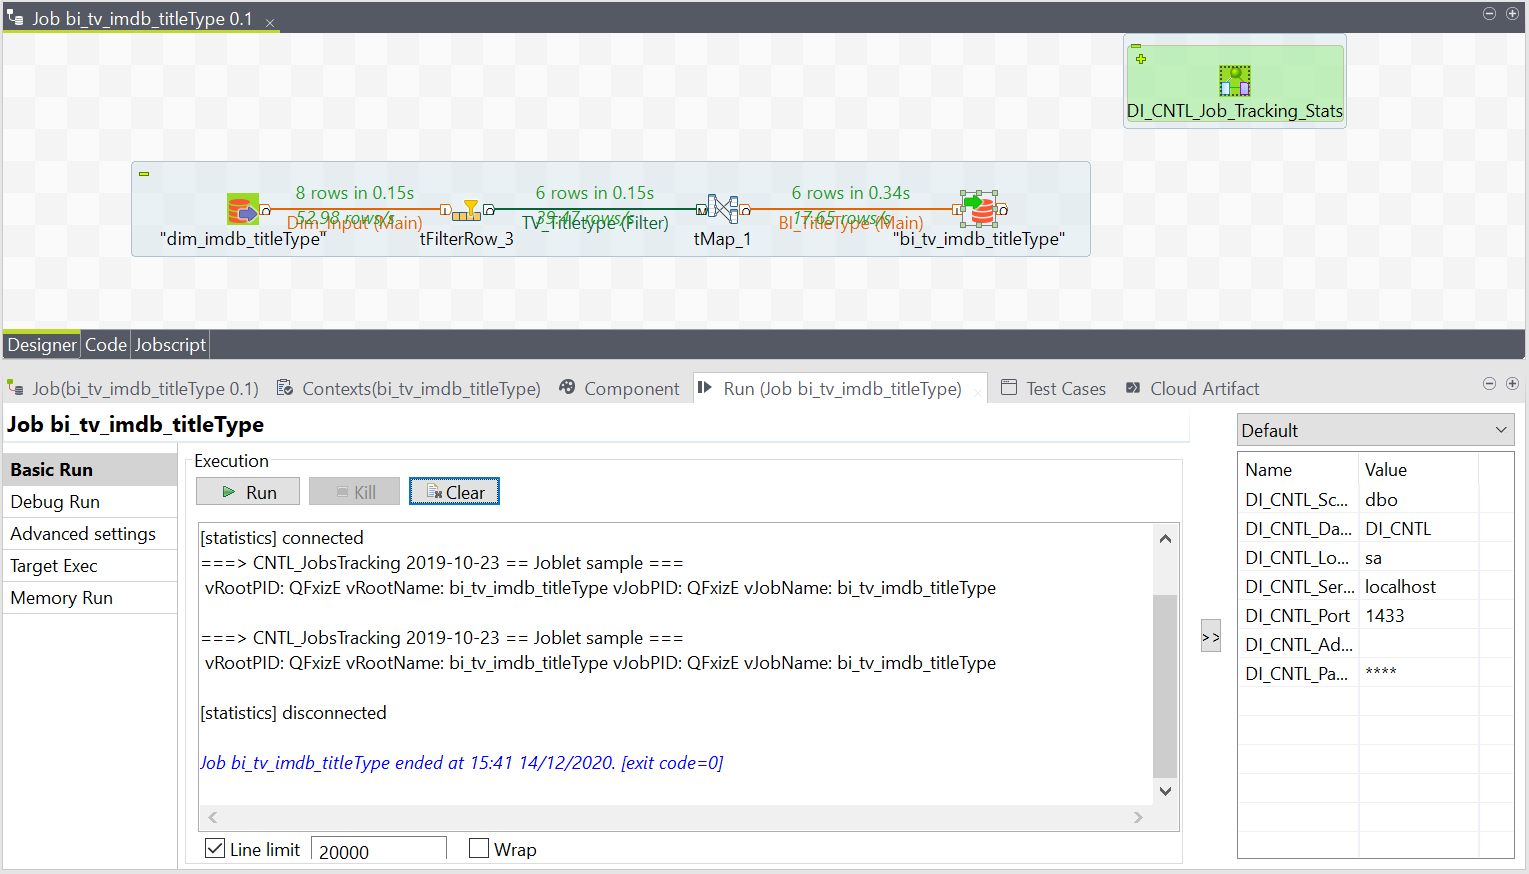 Job bi_tv_imdb_titleType 0.1
DI_CNTL_Job_Tracking_Stats
8 rows in 0.15s
52.98 rows/s
Dim_Input (Main)
6 rows in 0.15s
39.47 rows/s
TV_Titletype (Filter)
6 rows in 0.34s
17.65 rows/s
BI_TitleType (Main)
"dim_imdb_titleType"
tFilterRow_3
tMap_1
"bi_tv_imdb_titleType"
Designer Code Jobscript
Job(bi_tv_imdb_titleType 0.1) Contexts(bi_tv_imdb_titleType) Component Run (Job bi_tv_imdb_titleType) Test Cases Cloud Artifact
Job bi_tv_imdb_titleType
Basic Run
Debug Run
Advanced settings
Target Exec
Memory Run
Execution
Run Kill Clear
[statistics] connected
===> CNTL_JobsTracking 2019-10-23 == Joblet sample ===
vRootPID: QFxizE vRootName: bi_tv_imdb_titleType vJobPID: QFxizE vJobName: bi_tv_imdb_titleType
===> CNTL_JobsTracking 2019-10-23 == Joblet sample ===
vRootPID: QFxizE vRootName: bi_tv_imdb_titleType vJobPID: QFxizE vJobName: bi_tv_imdb_titleType
[statistics] disconnected
Job bi_tv_imdb_titleType ended at 15:41 14/12/2020. [exit code=0]
Line limit 20000 Wrap
>>
Default
Name Value
DI_CNTL_Sc... dbo
DI_CNTL_Da... DI_CNTL
DI_CNTL_Lo... sa
DI_CNTL_Ser... localhost
DI_CNTL_Port 1433
DI_CNTL_Ad...
DI_CNTL_Pa... ****